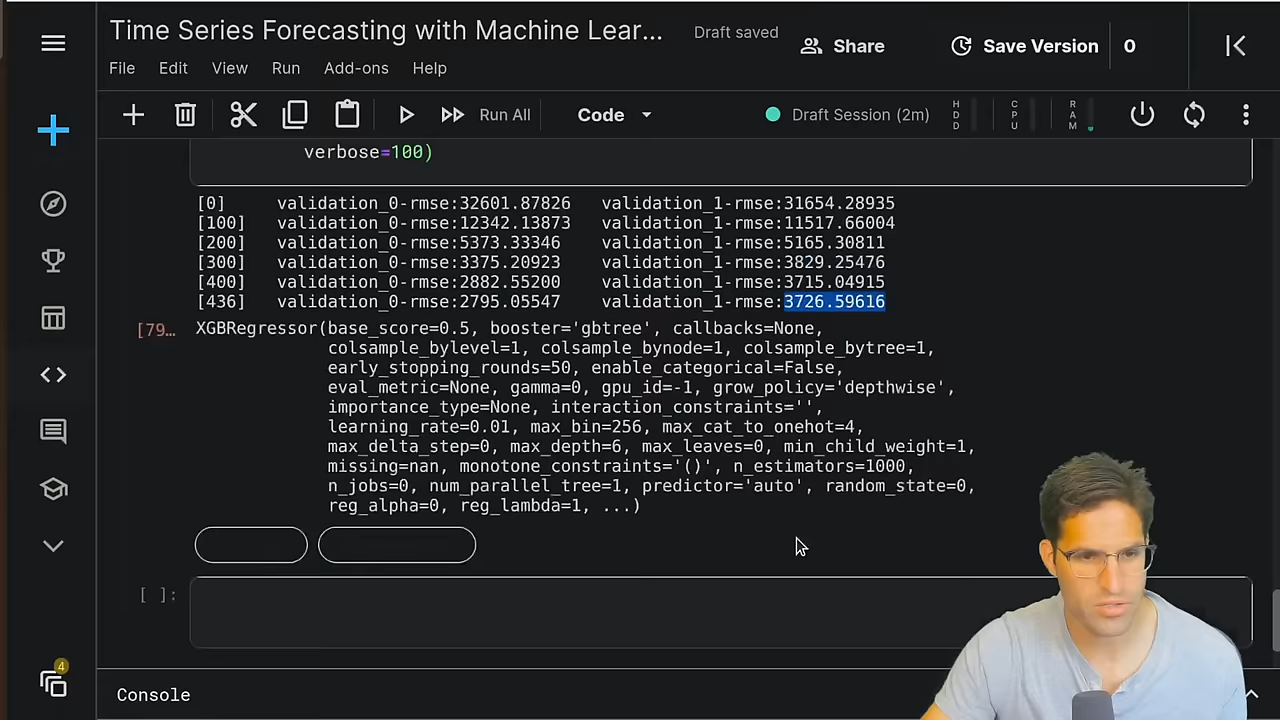 Time Series Forecasting with Machine Lear...
Draft saved
Share
Save Version
0
File Edit View Run Add-ons Help
Run All
Code
Draft Session (2m)
HDD
CPU
RAM
verbose=100)
[0] validation_0-rmse:32601.87826 validation_1-rmse:31654.28935
[100] validation_0-rmse:12342.13873 validation_1-rmse:11517.66004
[200] validation_0-rmse:5373.33346 validation_1-rmse:5165.30811
[300] validation_0-rmse:3375.20923 validation_1-rmse:3829.25476
[400] validation_0-rmse:2882.55200 validation_1-rmse:3715.04915
[436] validation_0-rmse:2795.05547 validation_1-rmse:3726.59616
[79… XGBRegressor(base_score=0.5, booster='gbtree', callbacks=None,
colsample_bylevel=1, colsample_bynode=1, colsample_bytree=1,
early_stopping_rounds=50, enable_categorical=False,
eval_metric=None, gamma=0, gpu_id=-1, grow_policy='depthwise',
importance_type=None, interaction_constraints='',
learning_rate=0.01, max_bin=256, max_cat_to_onehot=4,
max_delta_step=0, max_depth=6, max_leaves=0, min_child_weight=1,
missing=nan, monotone_constraints='()', n_estimators=1000,
n_jobs=0, num_parallel_tree=1, predictor='auto', random_state=0,
reg_alpha=0, reg_lambda=1, ...)
[ ]:
4
Console